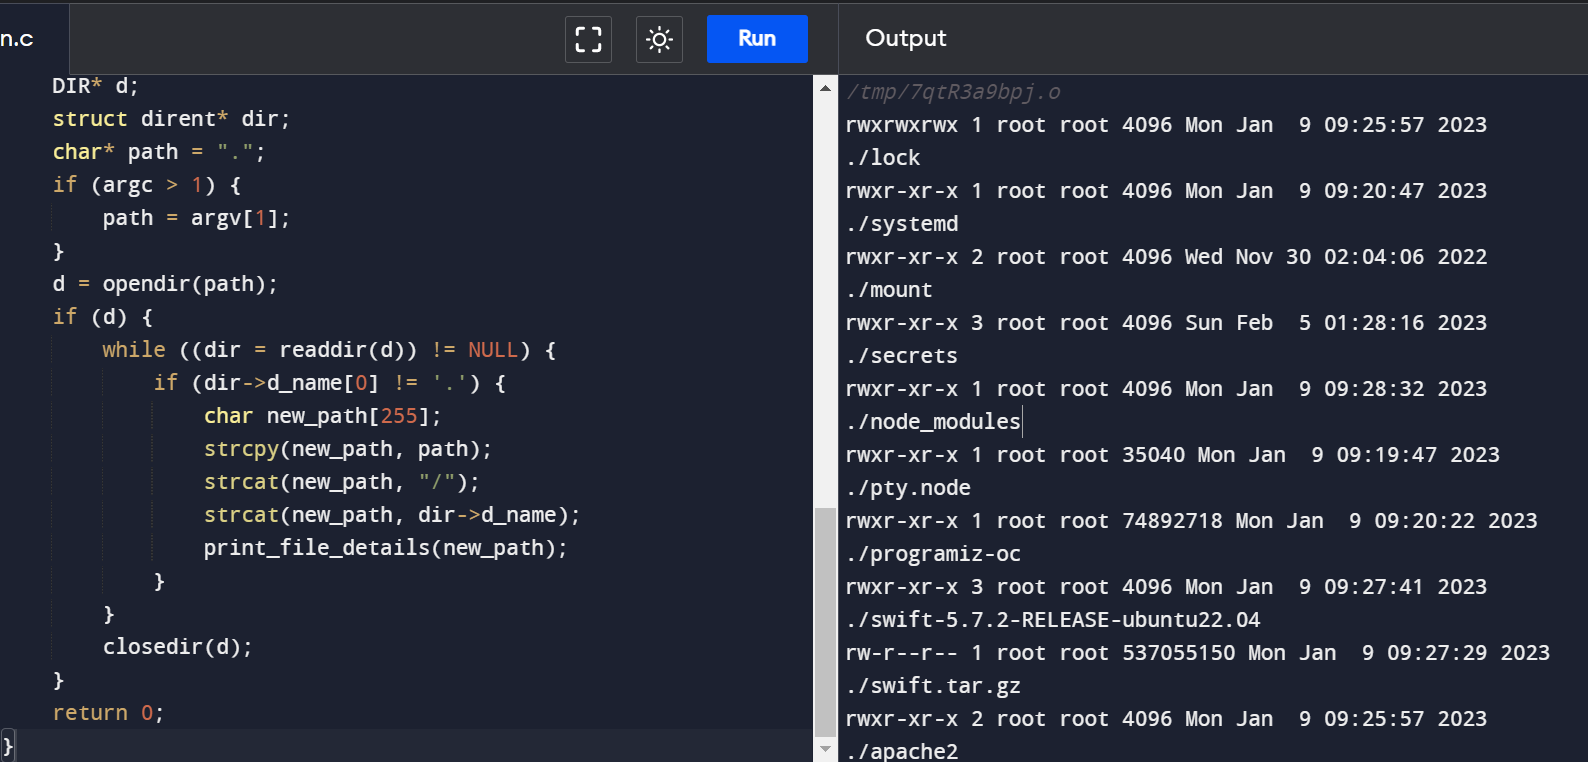 n.c
Run
Output
DIR* d;
struct dirent* dir;
char* path = ".";
if (argc > 1) {
path = argv[1];
}
d = opendir(path);
if (d) {
while ((dir = readdir(d)) != NULL) {
if (dir->d_name[0] != '.') {
char new_path[255];
strcpy(new_path, path);
strcat(new_path, "/");
strcat(new_path, dir->d_name);
print_file_details(new_path);
}
}
closedir(d);
}
return 0;
}
/tmp/7qtR3a9bpj.o
rwxrwxrwx 1 root root 4096 Mon Jan  9 09:25:57 2023
./lock
rwxr-xr-x 1 root root 4096 Mon Jan  9 09:20:47 2023
./systemd
rwxr-xr-x 2 root root 4096 Wed Nov 30 02:04:06 2022
./mount
rwxr-xr-x 3 root root 4096 Sun Feb  5 01:28:16 2023
./secrets
rwxr-xr-x 1 root root 4096 Mon Jan  9 09:28:32 2023
./node_modules
rwxr-xr-x 1 root root 35040 Mon Jan  9 09:19:47 2023
./pty.node
rwxr-xr-x 1 root root 74892718 Mon Jan  9 09:20:22 2023
./programiz-oc
rwxr-xr-x 3 root root 4096 Mon Jan  9 09:27:41 2023
./swift-5.7.2-RELEASE-ubuntu22.04
rw-r--r-- 1 root root 537055150 Mon Jan  9 09:27:29 2023
./swift.tar.gz
rwxr-xr-x 2 root root 4096 Mon Jan  9 09:25:57 2023
./apache2